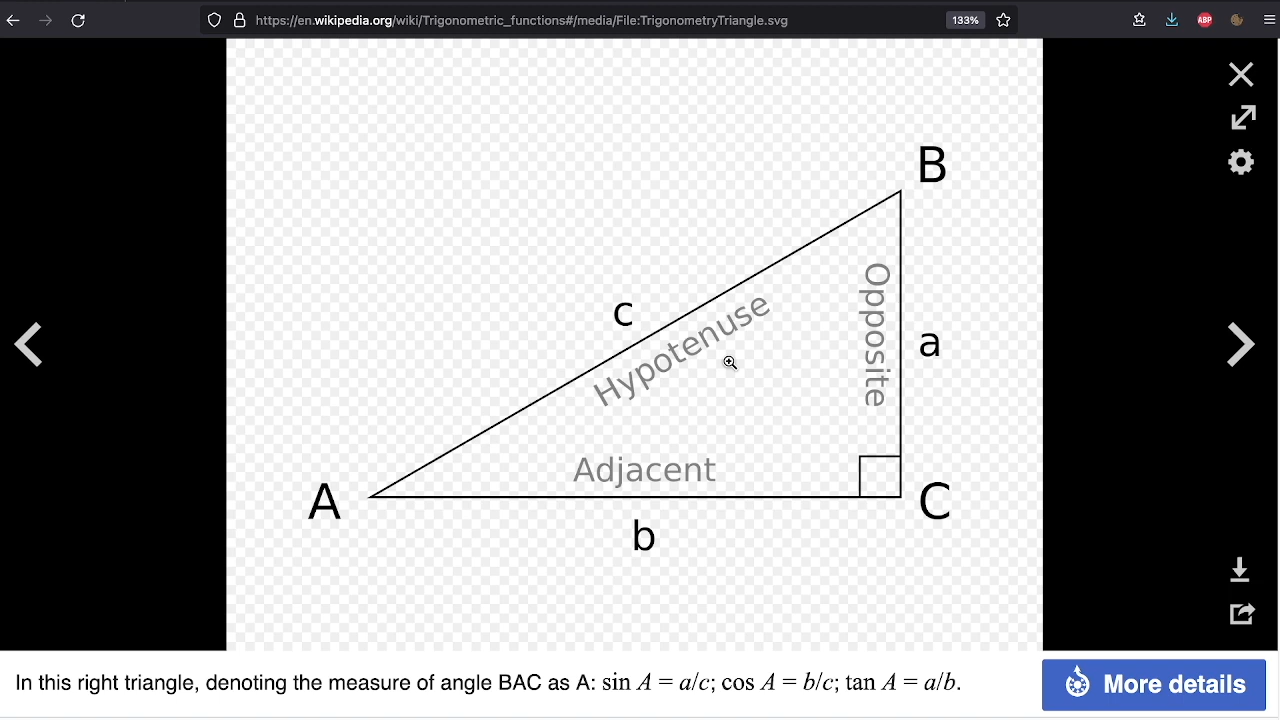 https://en.wikipedia.org/wiki/Trigonometric_functions#/media/File:TrigonometryTriangle.svg
133%
ABP
B
c
Hypotenuse
Opposite
a
Adjacent
A
C
b
In this right triangle, denoting the measure of angle BAC as A: sin A = a/c; cos A = b/c; tan A = a/b.
More details